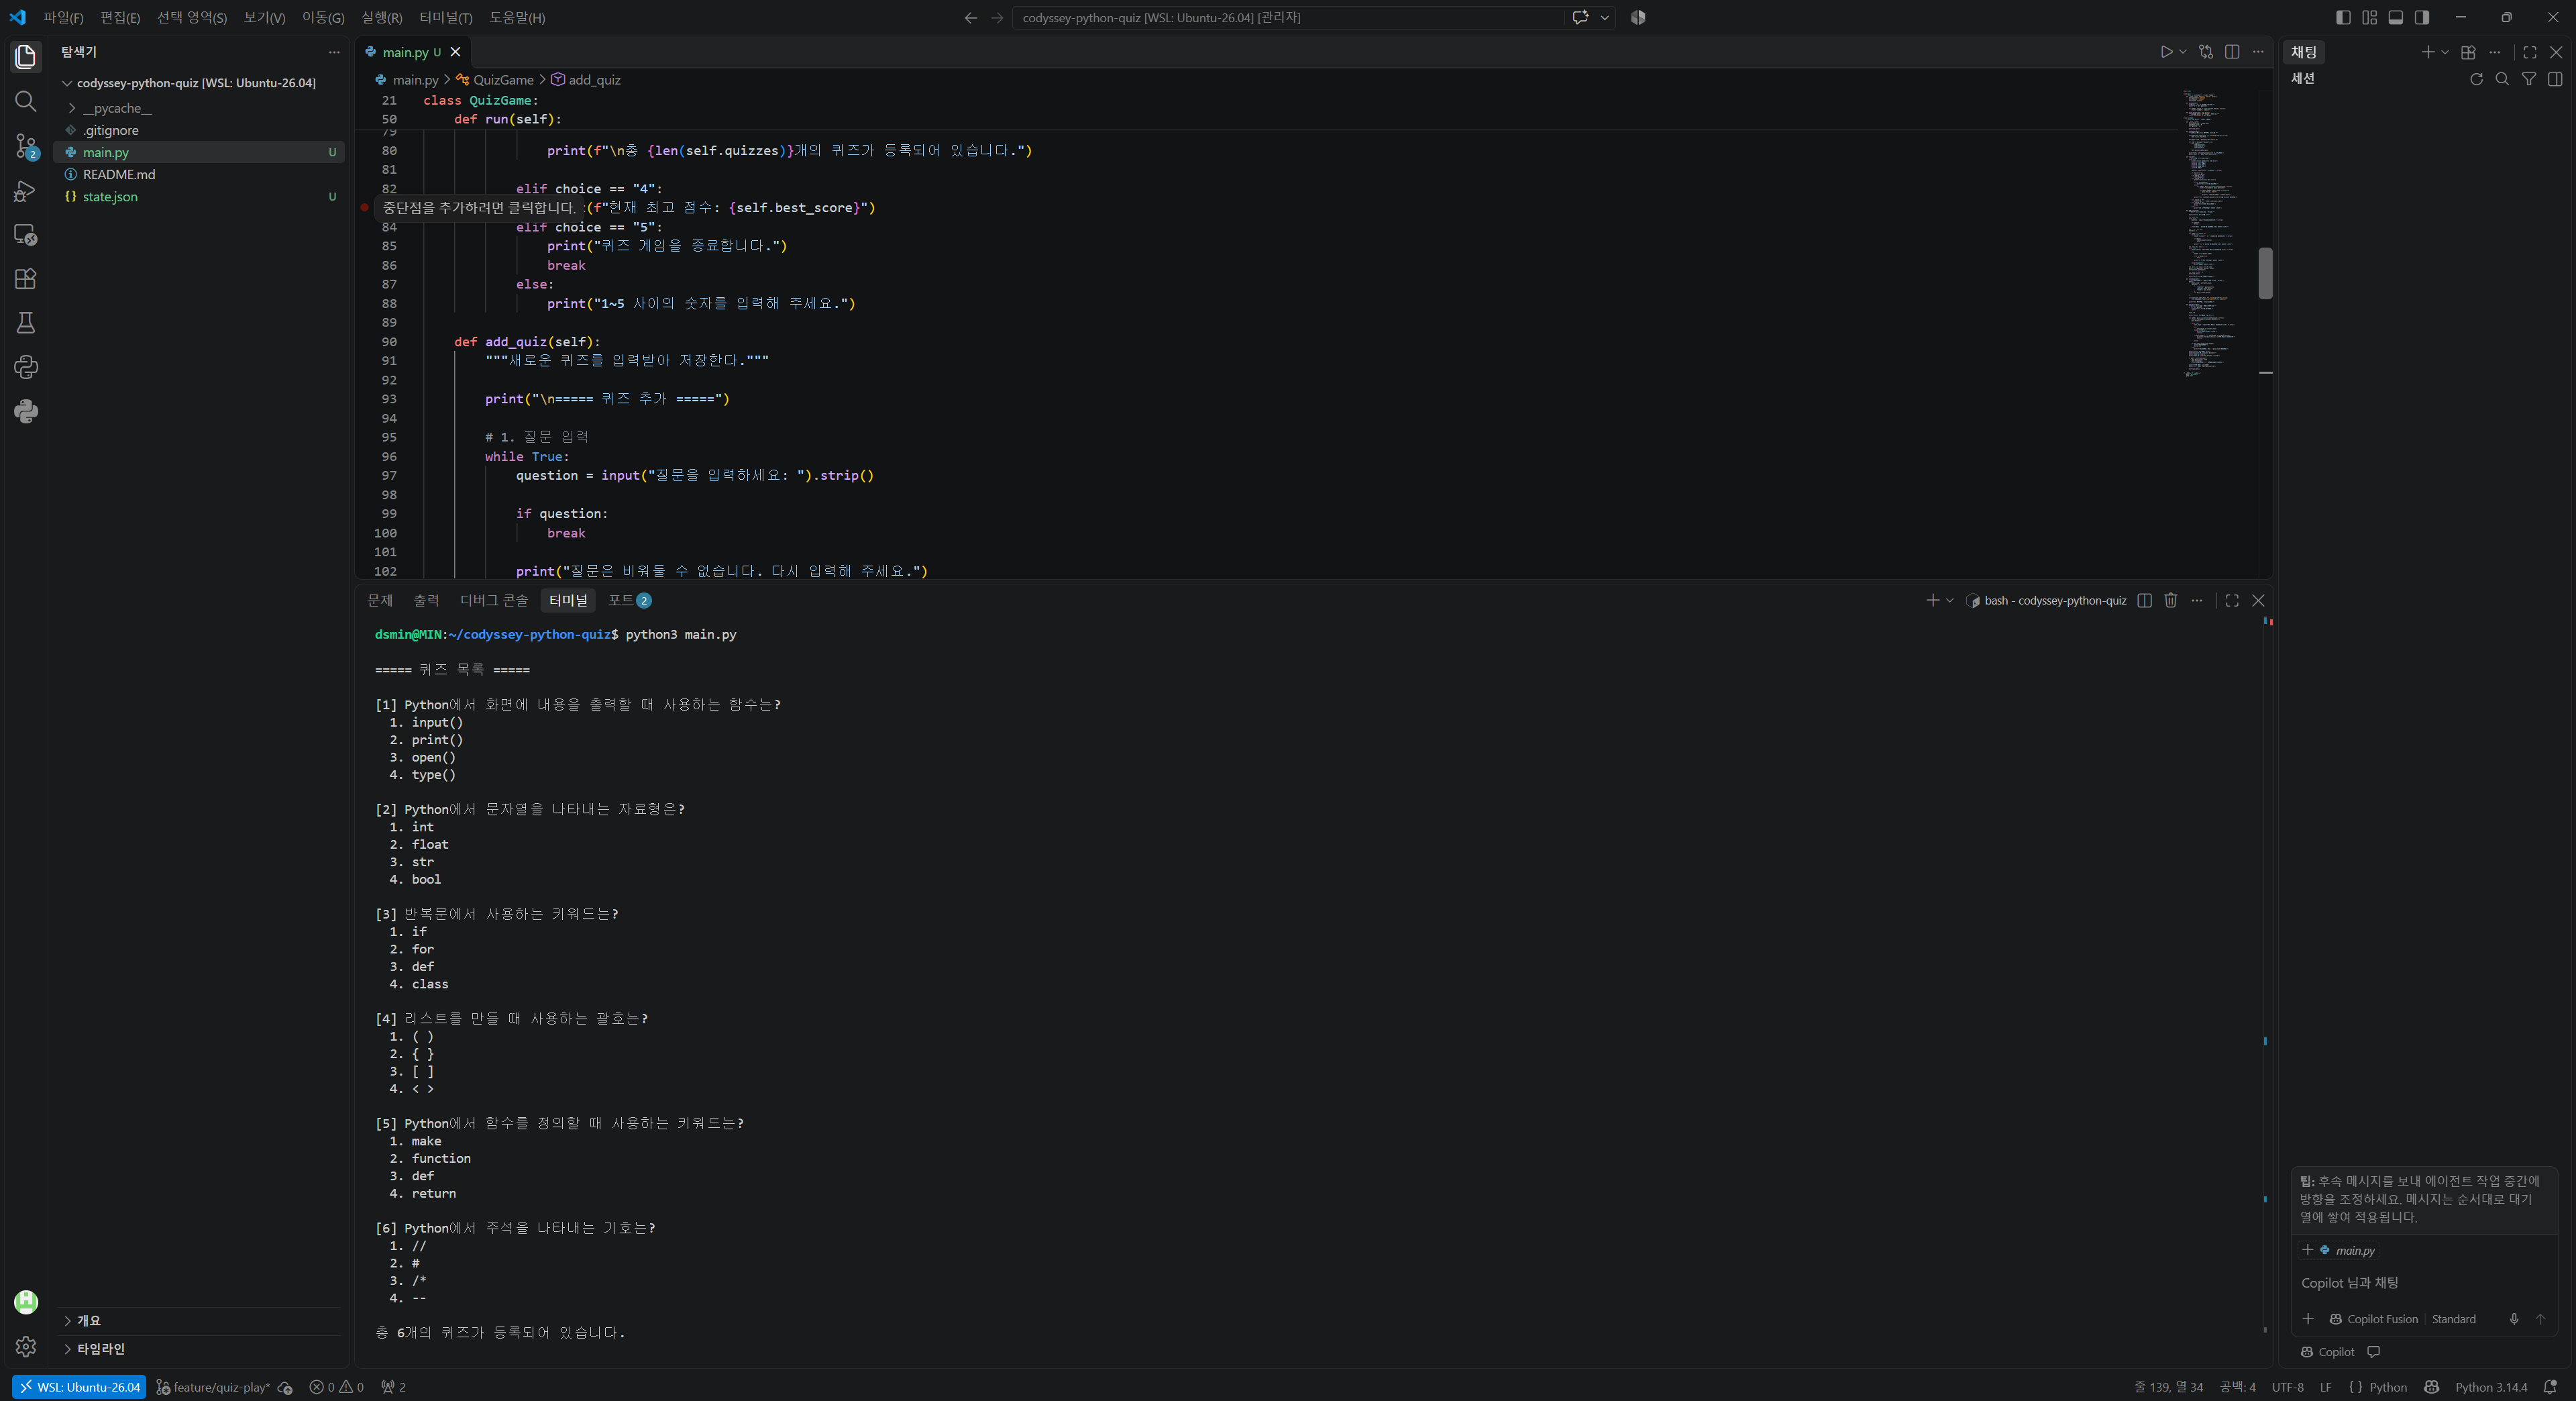 파일(F) 편집(E) 선택 영역(S) 보기(V) 이동(G) 실행(R) 터미널(T) 도움말(H)
codyssey-python-quiz [WSL: Ubuntu-26.04] [관리자]
탐색기
codyssey-python-quiz [WSL: Ubuntu-26.04]
__pycache__
.gitignore
main.py U
README.md
state.json U
2
개요
타임라인
main.py U
main.py > QuizGame > add_quiz
21 class QuizGame:
50 def run(self):
79
80 print(f"\n총 {len(self.quizzes)}개의 퀴즈가 등록되어 있습니다.")
81
82 elif choice == "4":
중단점을 추가하려면 클릭합니다. (f"현재 최고 점수: {self.best_score}")
84 elif choice == "5":
85 print("퀴즈 게임을 종료합니다.")
86 break
87 else:
88 print("1~5 사이의 숫자를 입력해 주세요.")
89
90 def add_quiz(self):
91 """새로운 퀴즈를 입력받아 저장한다."""
92
93 print("\n===== 퀴즈 추가 =====")
94
95 # 1. 질문 입력
96 while True:
97 question = input("질문을 입력하세요: ").strip()
98
99 if question:
100 break
101
102 print("질문은 비워둘 수 없습니다. 다시 입력해 주세요.")
문제 출력 디버그 콘솔 터미널 포트 2
bash - codyssey-python-quiz
dsmin@MIN:~/codyssey-python-quiz$ python3 main.py
===== 퀴즈 목록 =====
[1] Python에서 화면에 내용을 출력할 때 사용하는 함수는?
1. input()
2. print()
3. open()
4. type()
[2] Python에서 문자열을 나타내는 자료형은?
1. int
2. float
3. str
4. bool
[3] 반복문에서 사용하는 키워드는?
1. if
2. for
3. def
4. class
[4] 리스트를 만들 때 사용하는 괄호는?
1. ( )
2. { }
3. [ ]
4. < >
[5] Python에서 함수를 정의할 때 사용하는 키워드는?
1. make
2. function
3. def
4. return
[6] Python에서 주석을 나타내는 기호는?
1. //
2. #
3. /*
4. --
총 6개의 퀴즈가 등록되어 있습니다.
채팅
세션
팁: 후속 메시지를 보내 에이전트 작업 중간에
방향을 조정하세요. 메시지는 순서대로 대기
열에 쌓여 적용됩니다.
main.py
Copilot 님과 채팅
Copilot Fusion Standard
Copilot
WSL: Ubuntu-26.04 feature/quiz-play* 0 0 2
줄 139, 열 34 공백: 4 UTF-8 LF { } Python Python 3.14.4